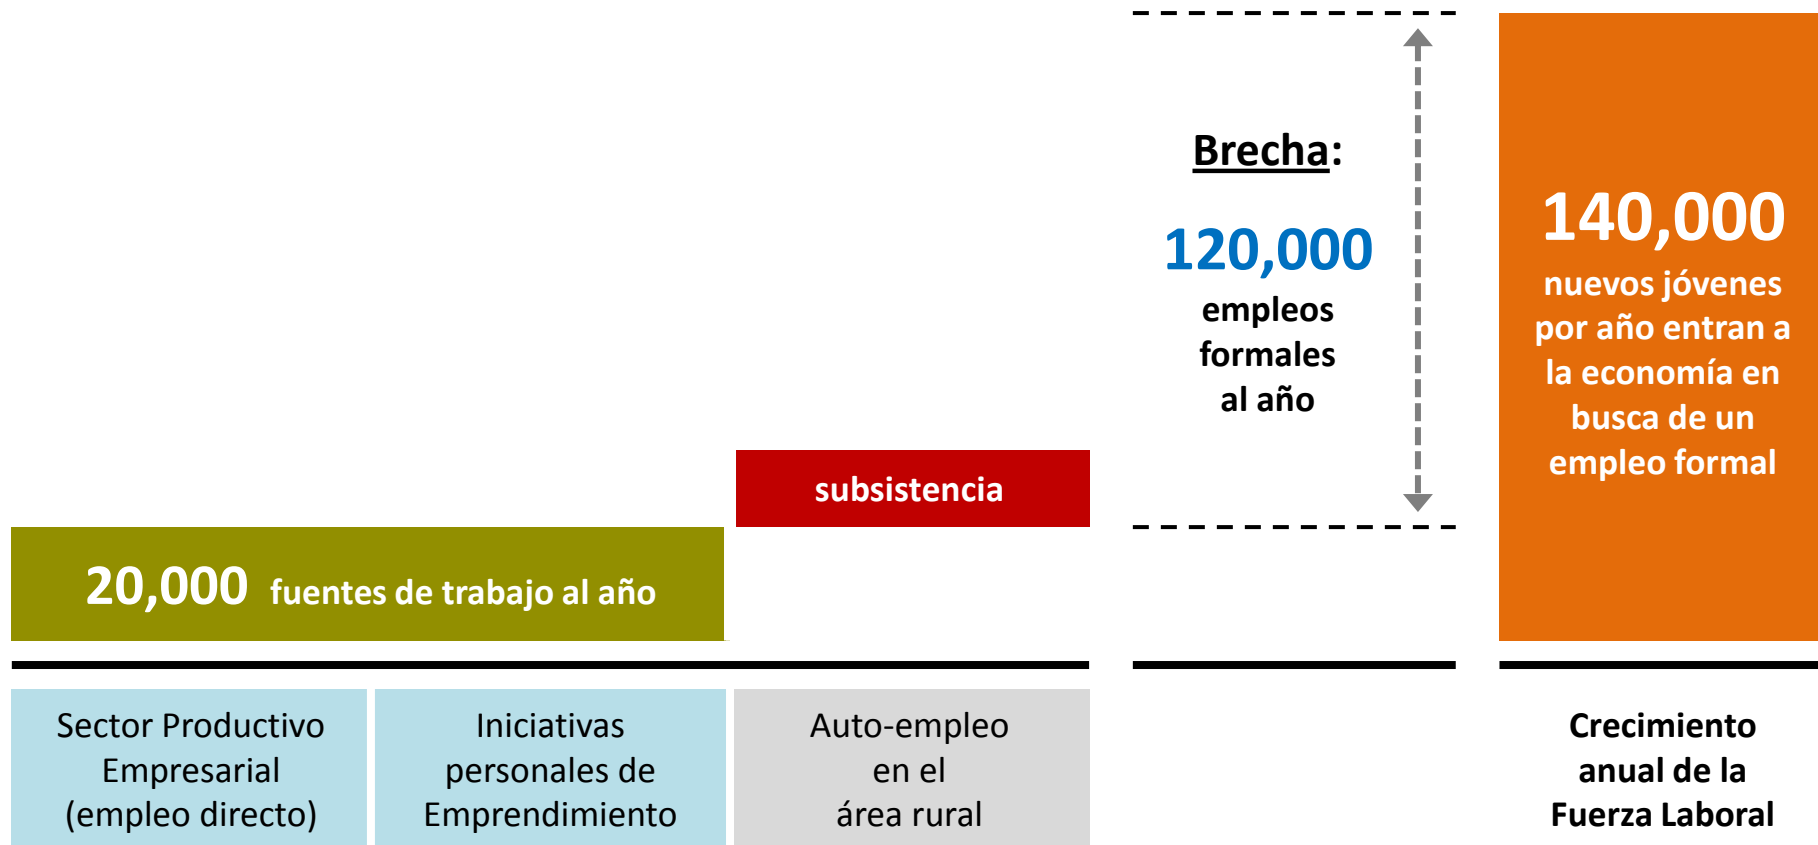 Brecha:
120,000
empleos
formales
al año
140,000
nuevos jóvenes
por año entran a
la economía en
busca de un
empleo formal
subsistencia
20,000 fuentes de trabajo al año
Sector Productivo
Empresarial
(empleo directo)
Iniciativas
personales de
Emprendimiento
Auto-empleo
en el
área rural
Crecimiento
anual de la
Fuerza Laboral